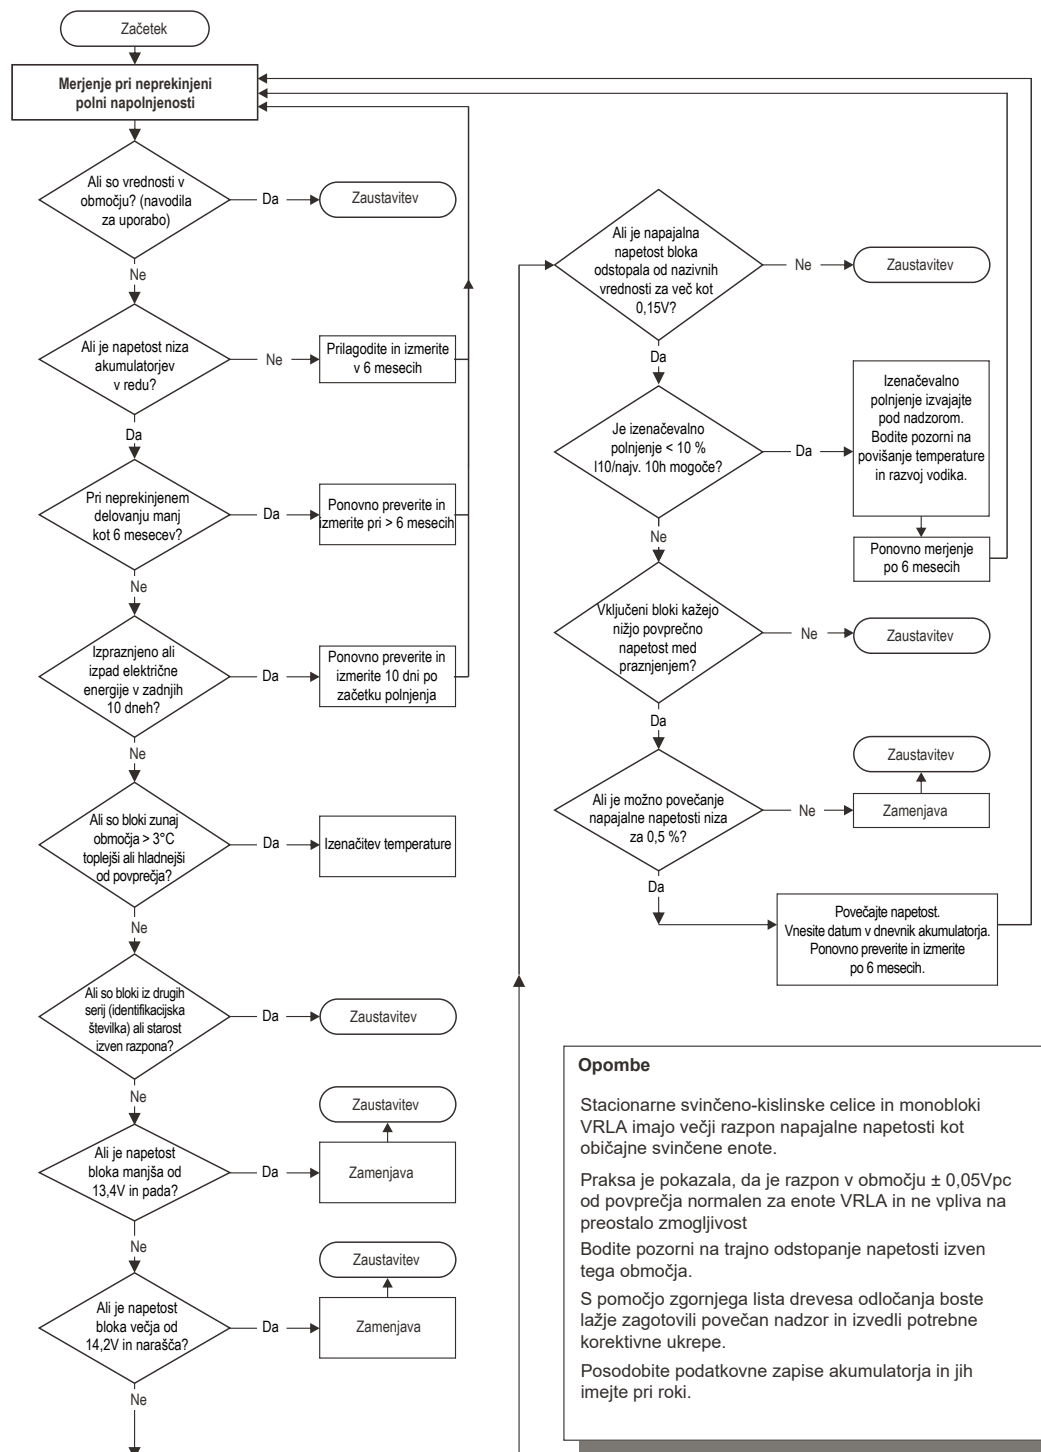 Začetek
Merjenje pri neprekinjeni
polni napolnjenosti
Ali so vrednosti v
območju? (navodila
za uporabo)
Da
Zaustavitev
Ne
Ali je napetost niza
akumulatorjev
v redu?
Ne
Prilagodite in izmerite
v 6 mesecih
Da
Pri neprekinjenem
delovanju manj
kot 6 mesecev?
Da
Ponovno preverite in
izmerite pri > 6 mesecih
Ne
Izpraznjeno ali
izpad električne
energije v zadnjih
10 dneh?
Da
Ponovno preverite in
izmerite 10 dni po
začetku polnjenja
Ne
Ali so bloki zunaj
območja > 3°C
toplejši ali hladnejši
od povprečja?
Da
Izenačitev temperature
Ne
Ali so bloki iz drugih
serij (identifikacijska
številka) ali starost
izven razpona?
Da
Zaustavitev
Ne
Zaustavitev
Ali je napetost
bloka manjša od
13,4V in pada?
Da
Zamenjava
Ne
Zaustavitev
Ali je napetost
bloka večja od
14,2V in narašča?
Da
Zamenjava
Ne
Ali je napajalna
napetost bloka
odstopala od nazivnih
vrednosti za več kot
0,15V?
Ne
Zaustavitev
Da
Je izenačevalno
polnjenje < 10 %
I10/najv. 10h mogoče?
Da
Izenačevalno
polnjenje izvajajte
pod nadzorom.
Bodite pozorni na
povišanje temperature
in razvoj vodika.
Ponovno merjenje
po 6 mesecih
Ne
Vključeni bloki kažejo
nižjo povprečno
napetost med
praznjenjem?
Ne
Zaustavitev
Da
Zaustavitev
Ali je možno povečanje
napajalne napetosti niza
za 0,5 %?
Ne
Zamenjava
Da
Povečajte napetost.
Vnesite datum v dnevnik akumulatorja.
Ponovno preverite in izmerite
po 6 mesecih.
Opombe
Stacionarne svinčeno-kislinske celice in monobloki
VRLA imajo večji razpon napajalne napetosti kot
običajne svinčene enote.
Praksa je pokazala, da je razpon v območju ± 0,05Vpc
od povprečja normalen za enote VRLA in ne vpliva na
preostalo zmogljivost
Bodite pozorni na trajno odstopanje napetosti izven
tega območja.
S pomočjo zgornjega lista drevesa odločanja boste
lažje zagotovili povečan nadzor in izvedli potrebne
korektivne ukrepe.
Posodobite podatkovne zapise akumulatorja in jih
imejte pri roki.